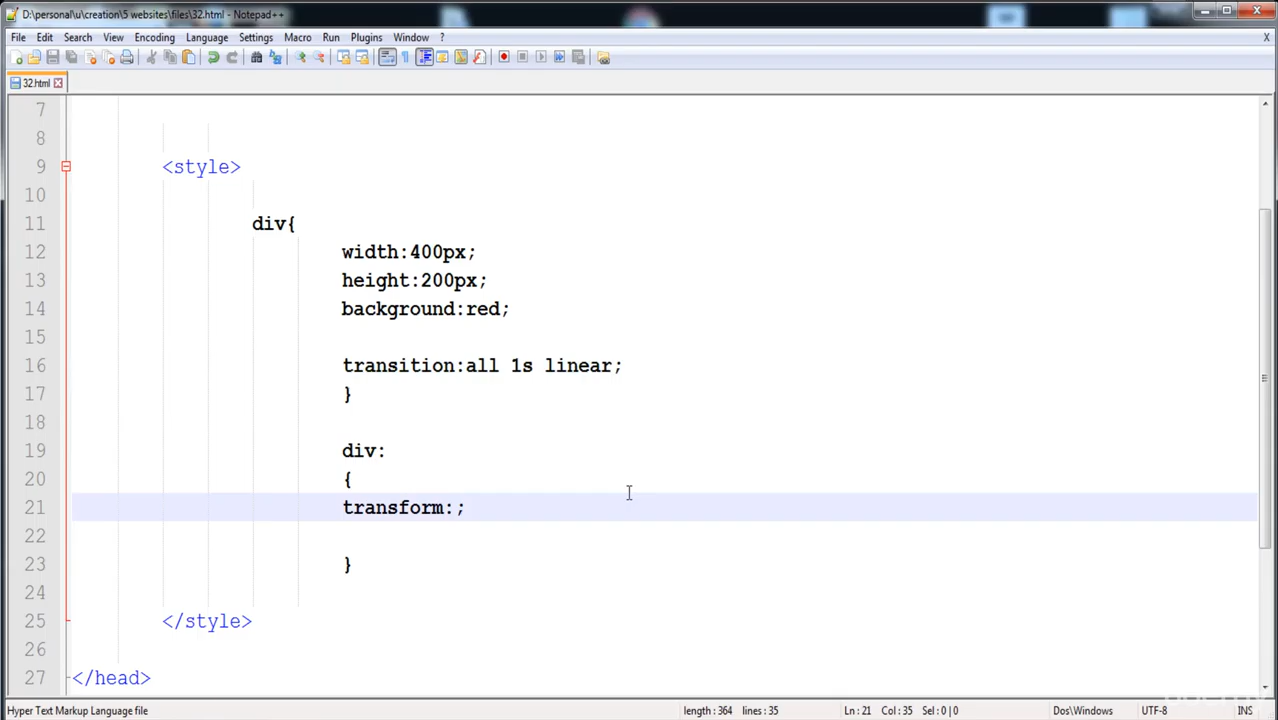 D:\personal\u\creation\5 websites\files\32.html - Notepad++
File Edit Search View Encoding Language Settings Macro Run Plugins Window ? X
32.html
7
8
9 <style>
10
11 div{
12 width:400px;
13 height:200px;
14 background:red;
15
16 transition:all 1s linear;
17 }
18
19 div:
20 {
21 transform:;
22
23 }
24
25 </style>
26
27 </head>
Hyper Text Markup Language file length : 364 lines : 35 Ln : 21 Col : 35 Sel : 0 | 0 Dos\Windows UTF-8 INS